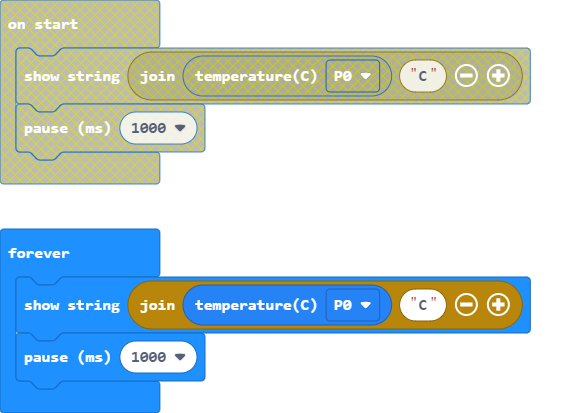 on start
show string join temperature(C) P0 "C"
pause (ms) 1000
forever
show string join temperature(C) P0 "C"
pause (ms) 1000